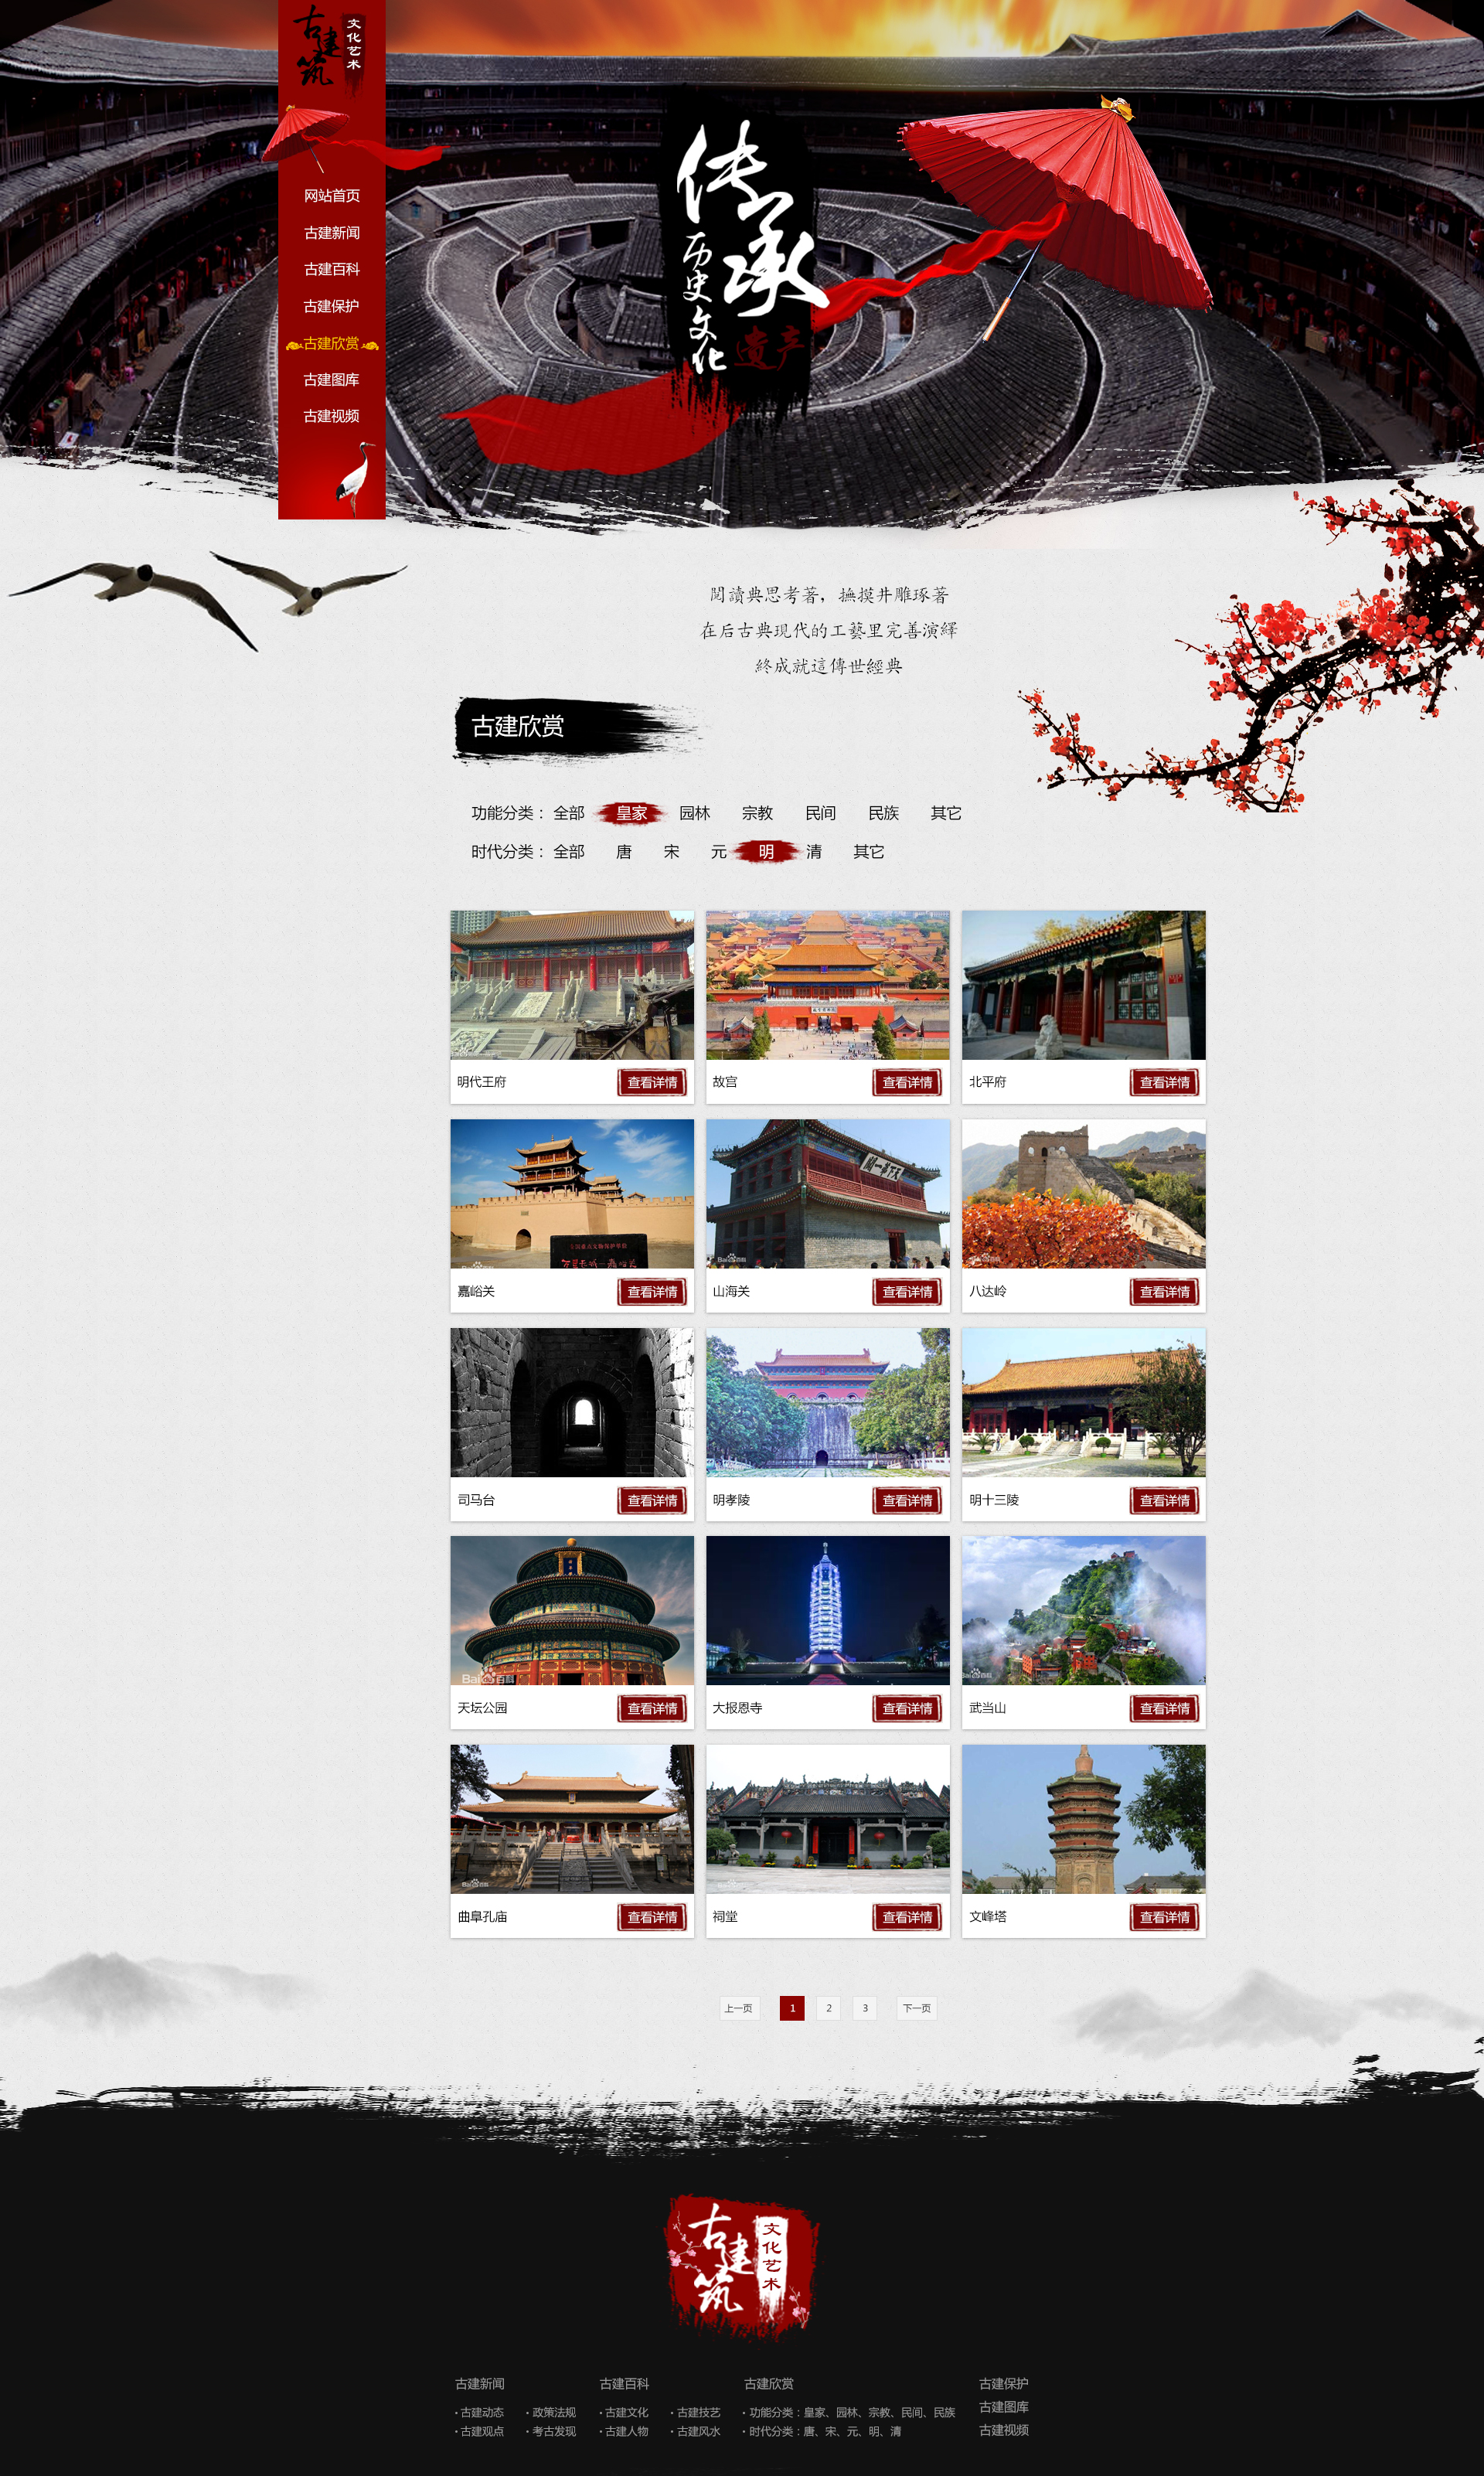 古建筑
文化艺术
网站首页
古建新闻
古建百科
古建保护
古建欣赏
古建图库
古建视频
传承
历史文化
遗产
閱讀典思考著，撫摸井雕琢著
在后古典現代的工藝里完善演繹
終成就這傳世經典
古建欣赏
功能分类： 全部 皇家 园林 宗教 民间 民族 其它
时代分类： 全部 唐 宋 元 明 清 其它
明代王府 查看详情
故宫 查看详情
北平府 查看详情
天下第一關
嘉峪关 查看详情
山海关 查看详情
八达岭 查看详情
司马台 查看详情
明孝陵 查看详情
明十三陵 查看详情
Bai百科
天坛公园 查看详情
大报恩寺 查看详情
武当山 查看详情
曲阜孔庙 查看详情
祠堂 查看详情
文峰塔 查看详情
上一页 1 2 3 下一页
古建筑
文化艺术
古建新闻 古建百科 古建欣赏 古建保护
古建图库
• 古建动态 • 政策法规 • 古建文化 • 古建技艺 • 功能分类：皇家、园林、宗教、民间、民族
• 古建观点 • 考古发现 • 古建人物 • 古建风水 • 时代分类：唐、宋、元、明、清
古建视频